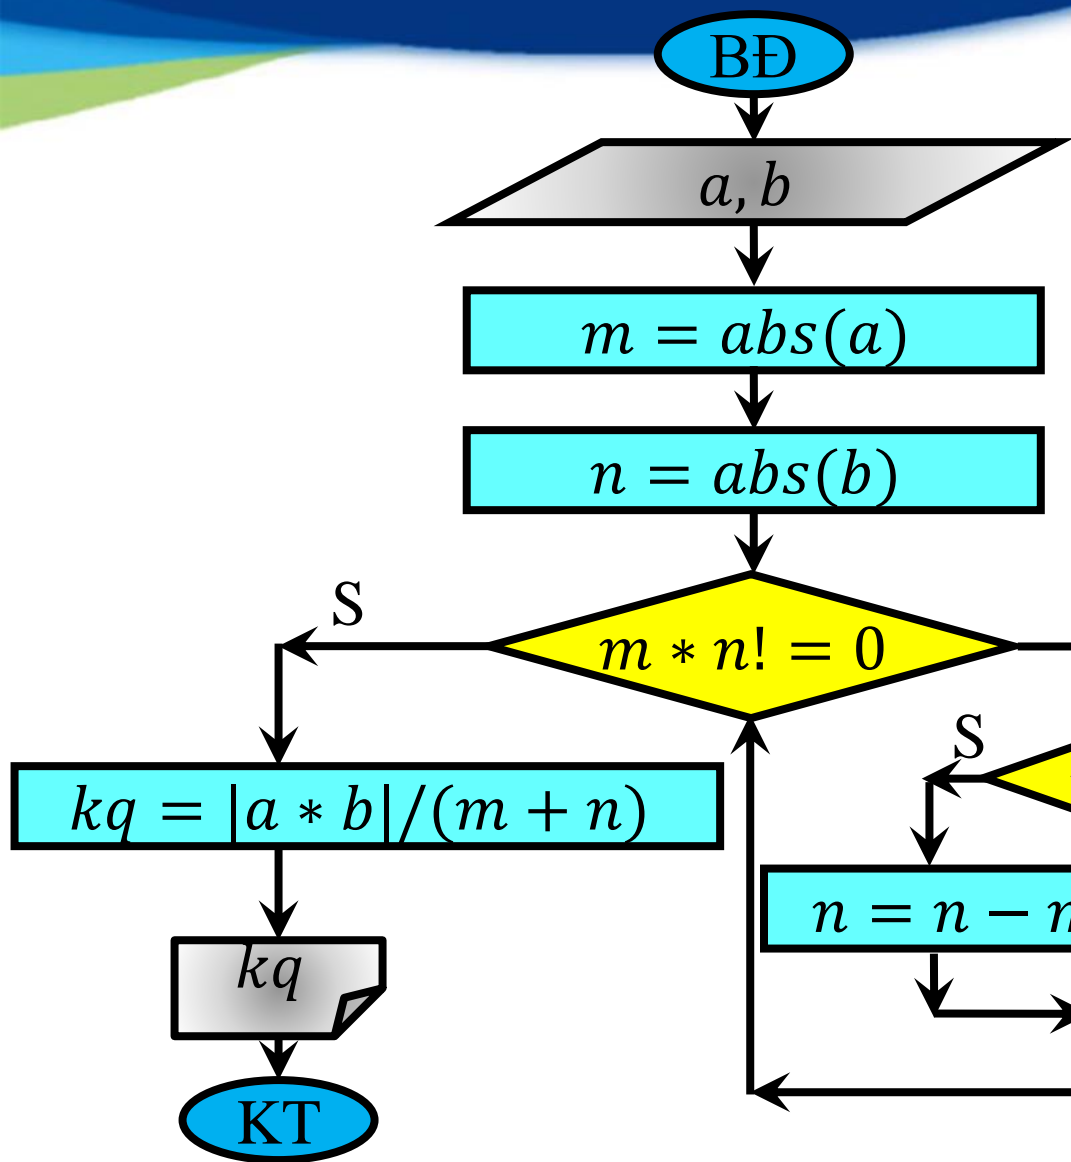 BĐ
a, b
m = abs(a)
n = abs(b)
S
m * n! = 0
S
kq = |a * b|/(m + n)
n = n −
kq
KT